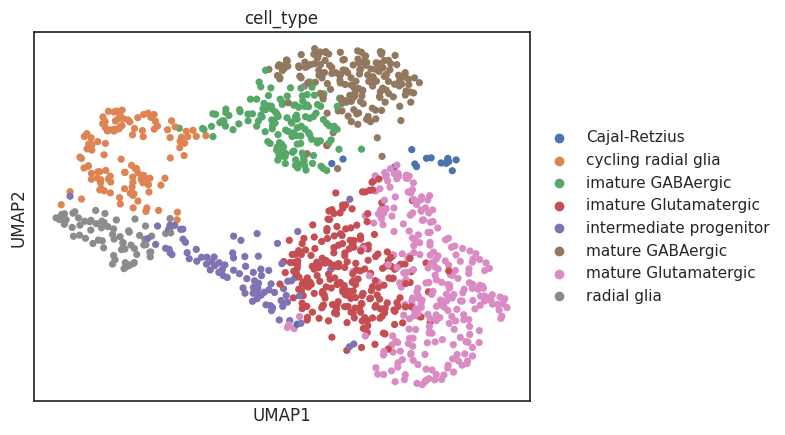 cell_type
UMAP2
UMAP1
Cajal-Retzius
cycling radial glia
imature GABAergic
imature Glutamatergic
intermediate progenitor
mature GABAergic
mature Glutamatergic
radial glia